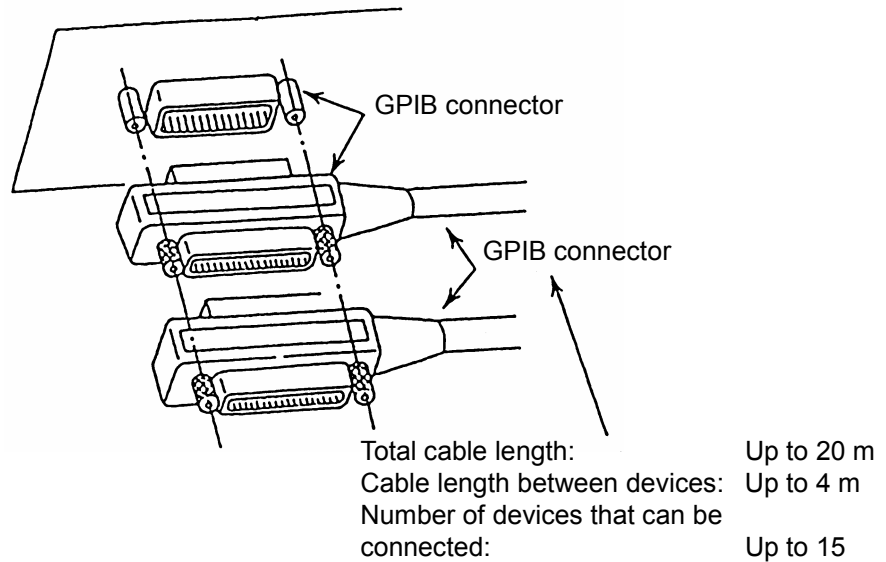 GPIB connector
GPIB connector
Total cable length: Up to 20 m
Cable length between devices: Up to 4 m
Number of devices that can be
connected: Up to 15